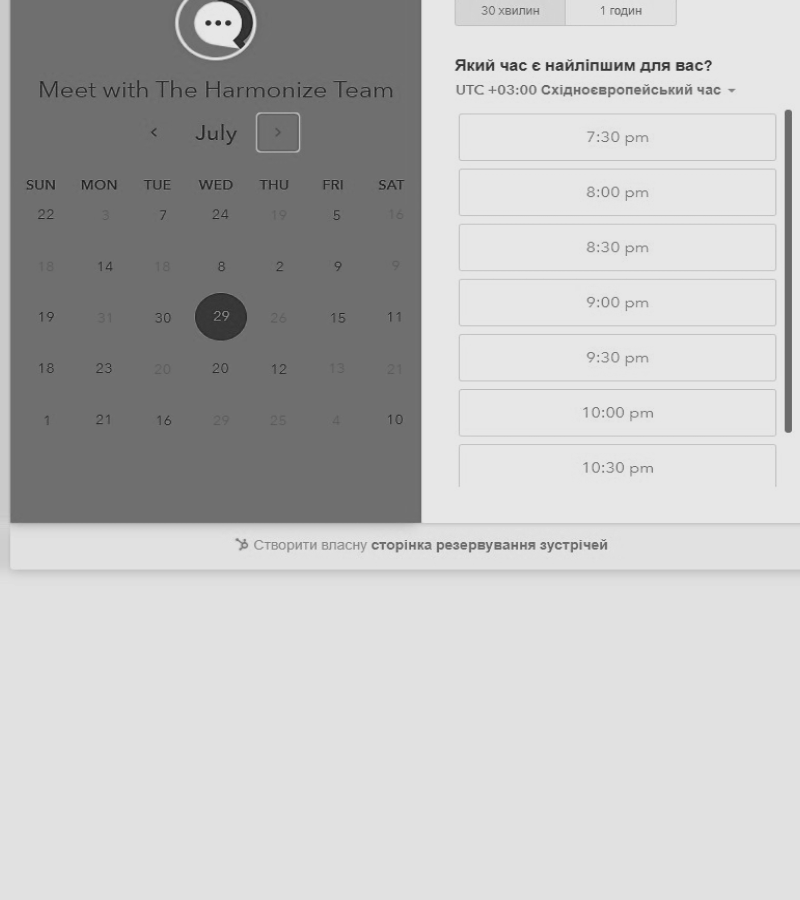 Meet with The Harmonize Team
July
SUN MON TUE WED THU FRI SAT
22 3 7 24 19 5 16
18 14 18 8 2 9 9
19 31 30 29 26 15 11
18 23 20 20 12 13 21
1 21 16 29 25 4 10
30 хвилин 1 годин
Який час є найліпшим для вас?
UTC +03:00 Східноєвропейський час
7:30 pm
8:00 pm
8:30 pm
9:00 pm
9:30 pm
10:00 pm
10:30 pm
Створити власну сторінка резервування зустрічей